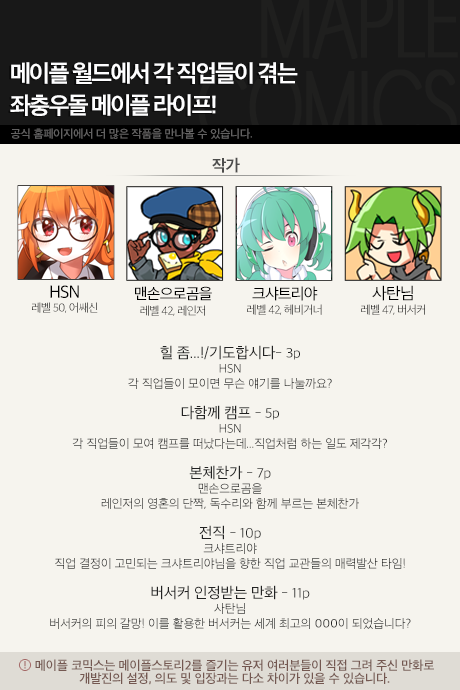 MAPLE
COMICS
메이플 월드에서 각 직업들이 겪는
좌충우돌 메이플 라이프!
공식 홈페이지에서 더 많은 작품을 만나볼 수 있습니다.
작가
HSN
레벨 50, 어쌔신
맨손으로곰을
레벨 42, 레인저
크샤트리야
레벨 42, 헤비거너
사탄님
레벨 47, 버서커
힐 좀...!/기도합시다- 3p
HSN
각 직업들이 모이면 무슨 얘기를 나눌까요?
다함께 캠프 - 5p
HSN
각 직업들이 모여 캠프를 떠났다는데...직업처럼 하는 일도 제각각?
본체찬가 - 7p
맨손으로곰을
레인저의 영혼의 단짝, 독수리와 함께 부르는 본체찬가
전직 - 10p
크샤트리야
직업 결정이 고민되는 크샤트리야님을 향한 직업 교관들의 매력발산 타임!
버서커 인정받는 만화 - 11p
사탄님
버서커의 피의 갈망! 이를 활용한 버서커는 세계 최고의 OOO이 되었습니다?
! 메이플 코믹스는 메이플스토리2를 즐기는 유저 여러분들이 직접 그려 주신 만화로
개발진의 설정, 의도 및 입장과는 다소 차이가 있을 수 있습니다.